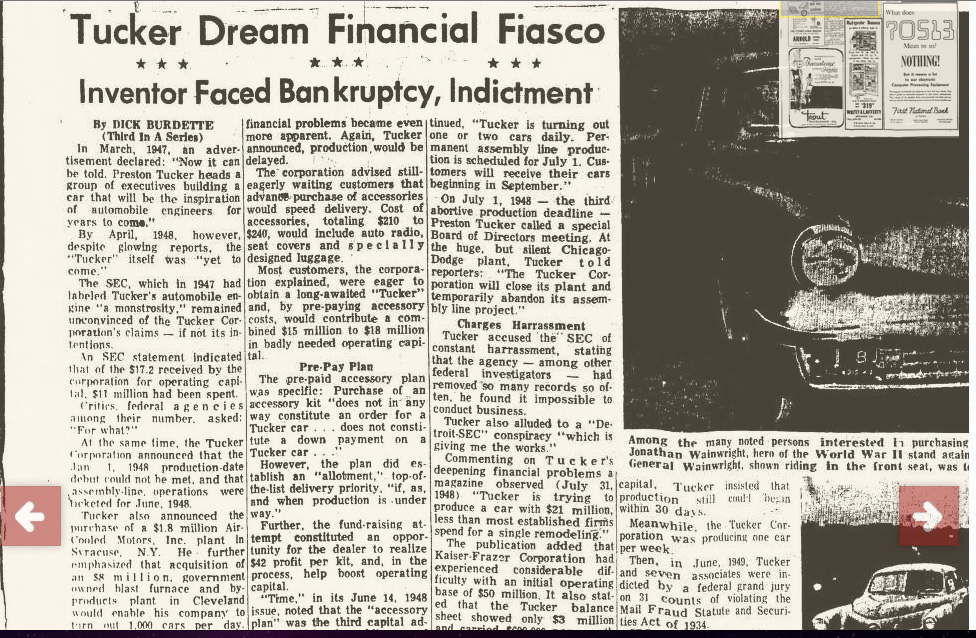 Tucker Dream Financial Fiasco
Inventor Faced Bankruptcy, Indictment
By DICK BURDETTE
(Third In A Series)
In March, 1947, an adver-
tisement declared: "Now it can
be told. Preston Tucker heads a
group of executives building a
car that will be the inspiration
of automobile engineers for
years to come."
By April, 1948, however,
despite glowing reports, the
"Tucker" itself was "yet to
come."
The SEC, which in 1947 had
labeled Tucker's automobile en-
gine "a monstrosity," remained
unconvinced of the Tucker Cor-
poration's claims — if not its in-
tentions.
An SEC statement indicated
that of the $17.2 received by the
corporation for operating capi-
tal, $11 million had been spent.
Critics, federal agencies
among their number, asked:
"For what?"
At the same time, the Tucker
Corporation announced that the
Jan 1, 1948 production-date
debut could not be met, and that
assembly-line, operations were
ticketed for June, 1948.
Tucker also announced the
purchase of a $1.8 million Air-
Cooled Motors, Inc. plant in
Syracuse, N.Y. He further
emphasized that acquisition of
an $8 million, government
owned blast furnace and by-
products plant in Cleveland
would enable his company to
turn out 1,000 cars per day.
financial problems became even
more apparent. Again, Tucker
announced, production would be
delayed.
The corporation advised still-
eagerly waiting customers that
advance purchase of accessories
would speed delivery. Cost of
accessories, totaling $210 to
$240, would include auto radio,
seat covers and specially
designed luggage.
Most customers, the corpora-
tion explained, were eager to
obtain a long-awaited "Tucker"
and, by pre-paying accessory
costs, would contribute a com-
bined $15 million to $18 million
in badly needed operating capi-
tal.
Pre-Pay Plan
The pre-paid accessory plan
was specific: Purchase of an
accessory kit "does not in any
way constitute an order for a
Tucker car . . . does not consti-
tute a down payment on a
Tucker car . . ."
However, the plan did es-
tablish an "allotment," top-of-
the-list delivery priority, "if, as,
and when production is under
way."
Further, the fund-raising at-
tempt constituted an oppor-
tunity for the dealer to realize
$42 profit per kit, and, in the
process, help boost operating
capital.
"Time," in its June 14, 1948
issue, noted that the "accessory
plan" was the third capital ad-
tinued, "Tucker is turning out
one or two cars daily. Per-
manent assembly line produc-
tion is scheduled for July 1. Cus-
tomers will receive their cars
beginning in September."
On July 1, 1948 — the third
abortive production deadline —
Preston Tucker called a special
Board of Directors meeting. At
the huge, but silent Chicago-
Dodge plant, Tucker told
reporters: "The Tucker Cor-
poration will close its plant and
temporarily abandon its assem-
bly line project."
Charges Harrassment
Tucker accused the SEC of
constant harrassment, stating
that the agency — among other
federal investigators — had
removed so many records so of-
ten, he found it impossible to
conduct business.
Tucker also alluded to a "De-
troit-SEC" conspiracy "which is
giving me the works."
Commenting on Tucker's
deepening financial problems a
magazine observed (July 31,
1948) "Tucker is trying to
produce a car with $21 million,
less than most established firms
spend for a single remodeling."
The publication added that
Kaiser-Frazer Corporation had
experienced considerable dif-
ficulty with an initial operating
base of $50 million. It also stat-
ed that the Tucker balance
sheet showed only $3 million
and carried
Among the many noted persons interested in purchasing
Jonathan Wainwright, hero of the World War II stand again
General Wainwright, shown riding in the front seat, was to
capital, Tucker insisted that
production still could begin
within 30 days.
Meanwhile, the Tucker Cor-
poration was producing one car
per week.
Then, in June, 1949, Tucker
and seven associates were in-
dicted by a federal grand jury
on 31 counts of violating the
Mail Fraud Statute and Securi-
ties Act of 1934.
What does
70513
Mean to us?
NOTHING!
But it means a lot
to our electronic
Computer Processing Equipment
First National Bank
ARNOLD
Trout
$19